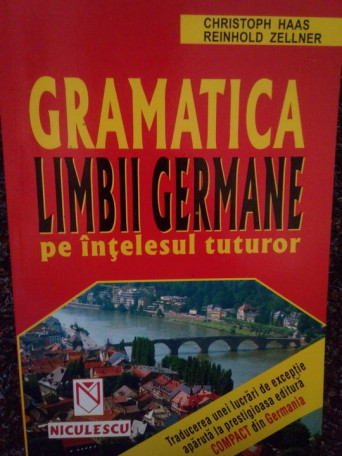 CHRISTOPH HAAS
REINHOLD ZELLNER
GRAMATICA
LIMBII GERMANE
pe înţelesul tuturor
Traducerea unei lucrări de excepţie
apărută la prestigioasa editură
COMPACT din Germania
N
NICULESCU